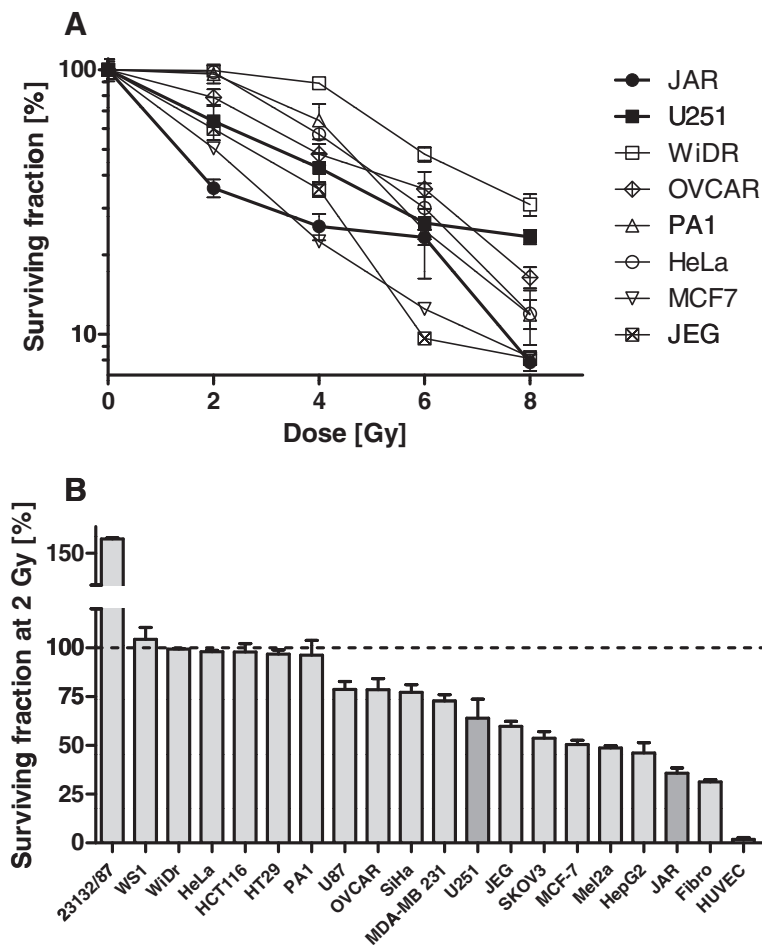 A
Surviving fraction [%]
100
10
0 2 4 6 8
Dose [Gy]
JAR
U251
WiDR
OVCAR
PA1
HeLa
MCF7
JEG
B
Surviving fraction at 2 Gy [%]
150
100
75
50
25
0
23132/87
WS1
WiDr
HeLa
HCT116
HT29
PA1
U87
OVCAR
SiHa
MDA-MB 231
U251
JEG
SKOV3
MCF-7
Mel2a
HepG2
JAR
Fibro
HUVEC